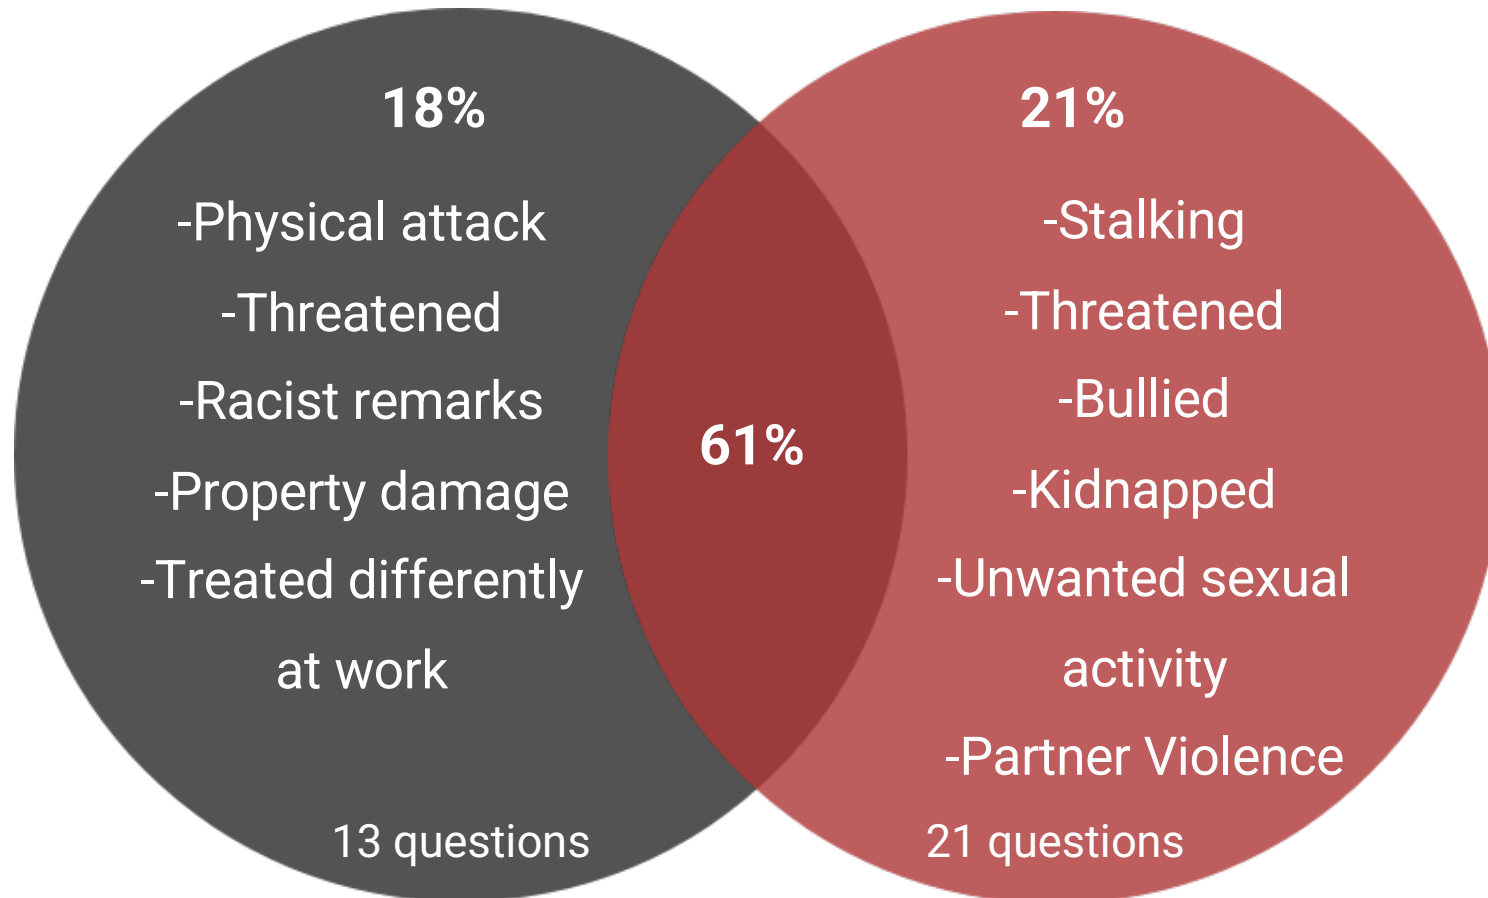 18%
-Physical attack
-Threatened
-Racist remarks
-Property damage
-Treated differently
at work
13 questions
61%
21%
-Stalking
-Threatened
-Bullied
-Kidnapped
-Unwanted sexual
activity
-Partner Violence
21 questions